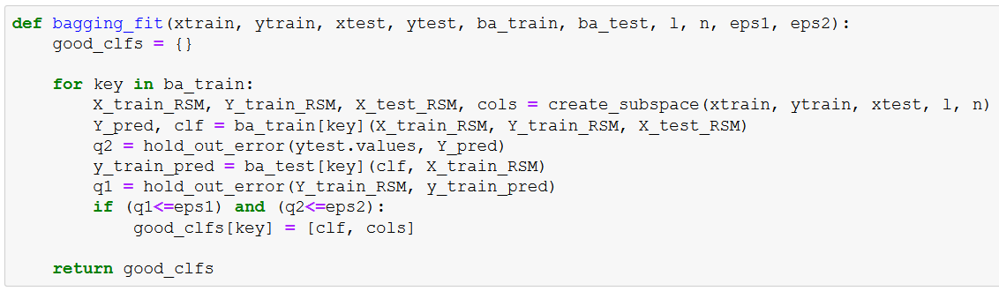 def bagging_fit(xtrain, ytrain, xtest, ytest, ba_train, ba_test, l, n, eps1, eps2):
    good_clfs = {}

    for key in ba_train:
        X_train_RSM, Y_train_RSM, X_test_RSM, cols = create_subspace(xtrain, ytrain, xtest, l, n)
        Y_pred, clf = ba_train[key](X_train_RSM, Y_train_RSM, X_test_RSM)
        q2 = hold_out_error(ytest.values, Y_pred)
        y_train_pred = ba_test[key](clf, X_train_RSM)
        q1 = hold_out_error(Y_train_RSM, y_train_pred)
        if (q1<=eps1) and (q2<=eps2):
            good_clfs[key] = [clf, cols]

    return good_clfs